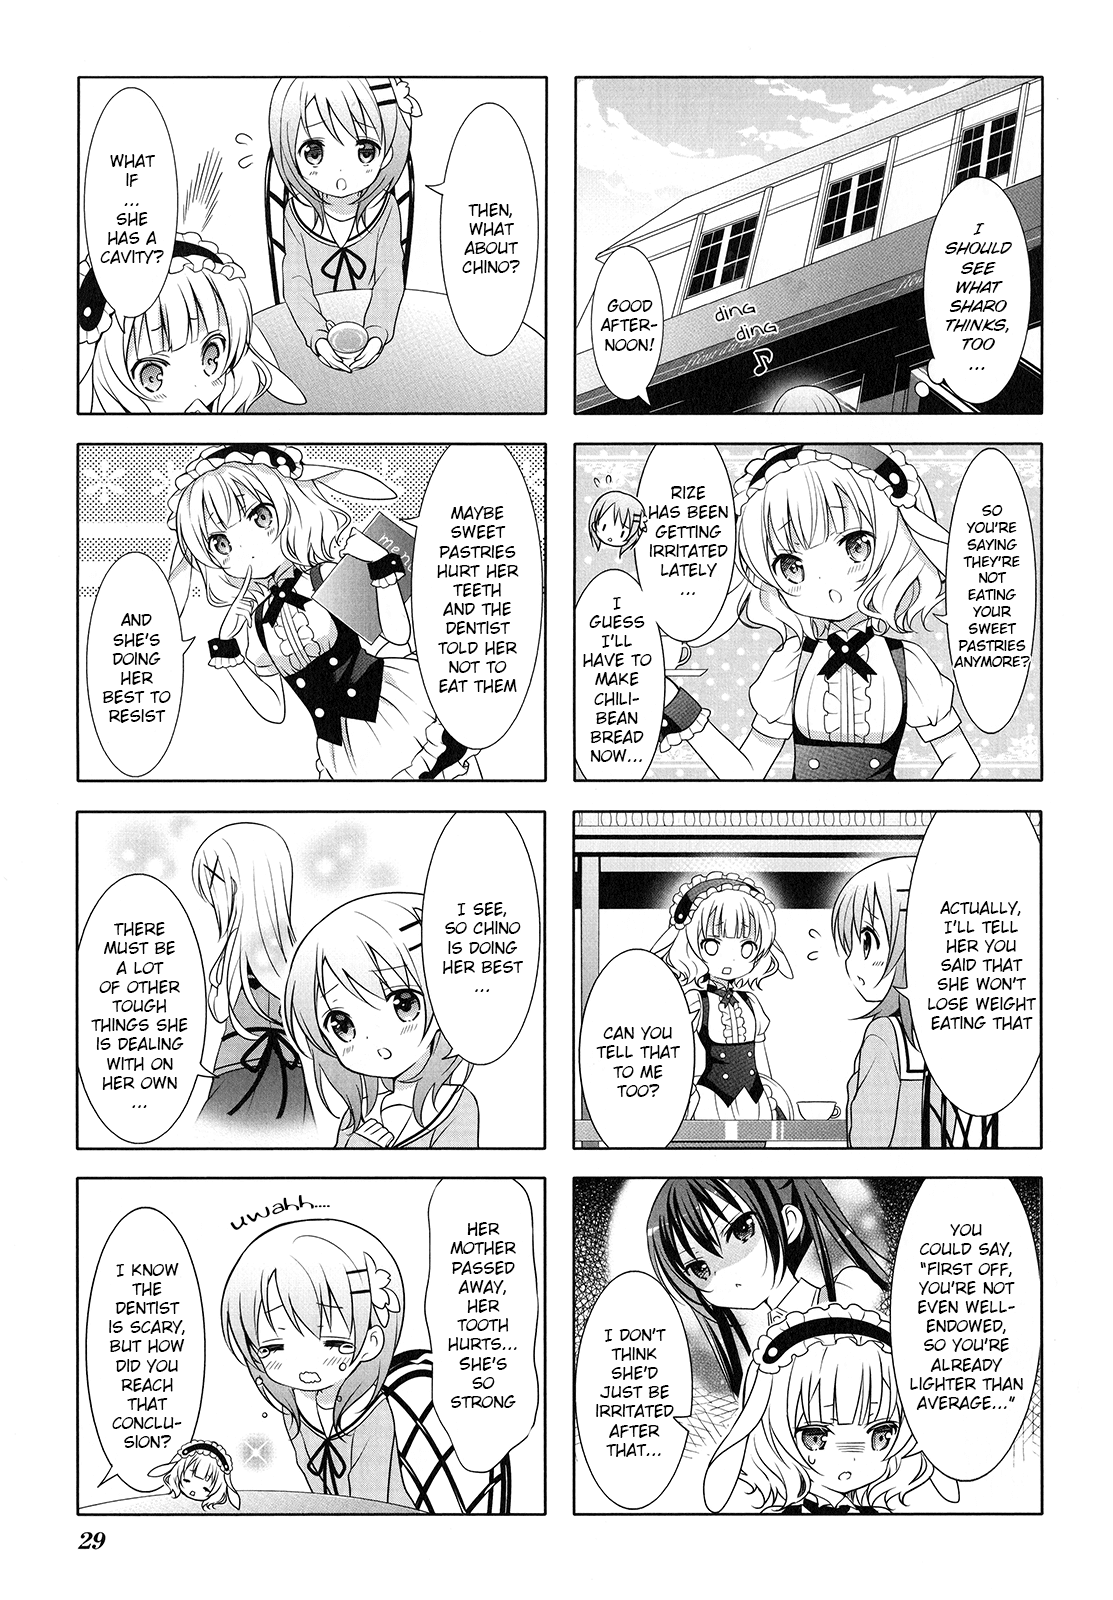 I
SHOULD
SEE
WHAT
SHARO
THINKS,
TOO
...
ding
ding
GOOD
AFTER-
NOON!
SO
YOU'RE
SAYING
THEY'RE
NOT
EATING
YOUR
SWEET
PASTRIES
ANYMORE?
RIZE
HAS BEEN
GETTING
IRRITATED
LATELY
...
I
GUESS
I'LL
HAVE TO
MAKE
CHILI-
BEAN
BREAD
NOW...
ACTUALLY,
I'LL TELL
HER YOU
SAID THAT
SHE WON'T
LOSE WEIGHT
EATING THAT
CAN YOU
TELL THAT
TO ME
TOO?
YOU
COULD SAY,
"FIRST OFF,
YOU'RE NOT
EVEN WELL-
ENDOWED,
SO YOU'RE
ALREADY
LIGHTER THAN
AVERAGE..."
I DON'T
THINK
SHE'D
JUST BE
IRRITATED
AFTER
THAT...
THEN,
WHAT
ABOUT
CHINO?
WHAT
IF
...
SHE
HAS A
CAVITY?
MAYBE
SWEET
PASTRIES
HURT HER
TEETH
AND THE
DENTIST
TOLD HER
NOT TO
EAT THEM
menu
AND
SHE'S
DOING
HER
BEST TO
RESIST
I SEE,
SO CHINO
IS DOING
HER BEST
...
THERE
MUST BE
A LOT
OF OTHER
TOUGH
THINGS SHE
IS DEALING
WITH ON
HER OWN
...
HER
MOTHER
PASSED
AWAY,
HER
TOOTH
HURTS...
SHE'S
SO
STRONG
uwahh.....
I KNOW
THE
DENTIST
IS SCARY,
BUT HOW
DID YOU
REACH
THAT
CONCLU-
SION?
29